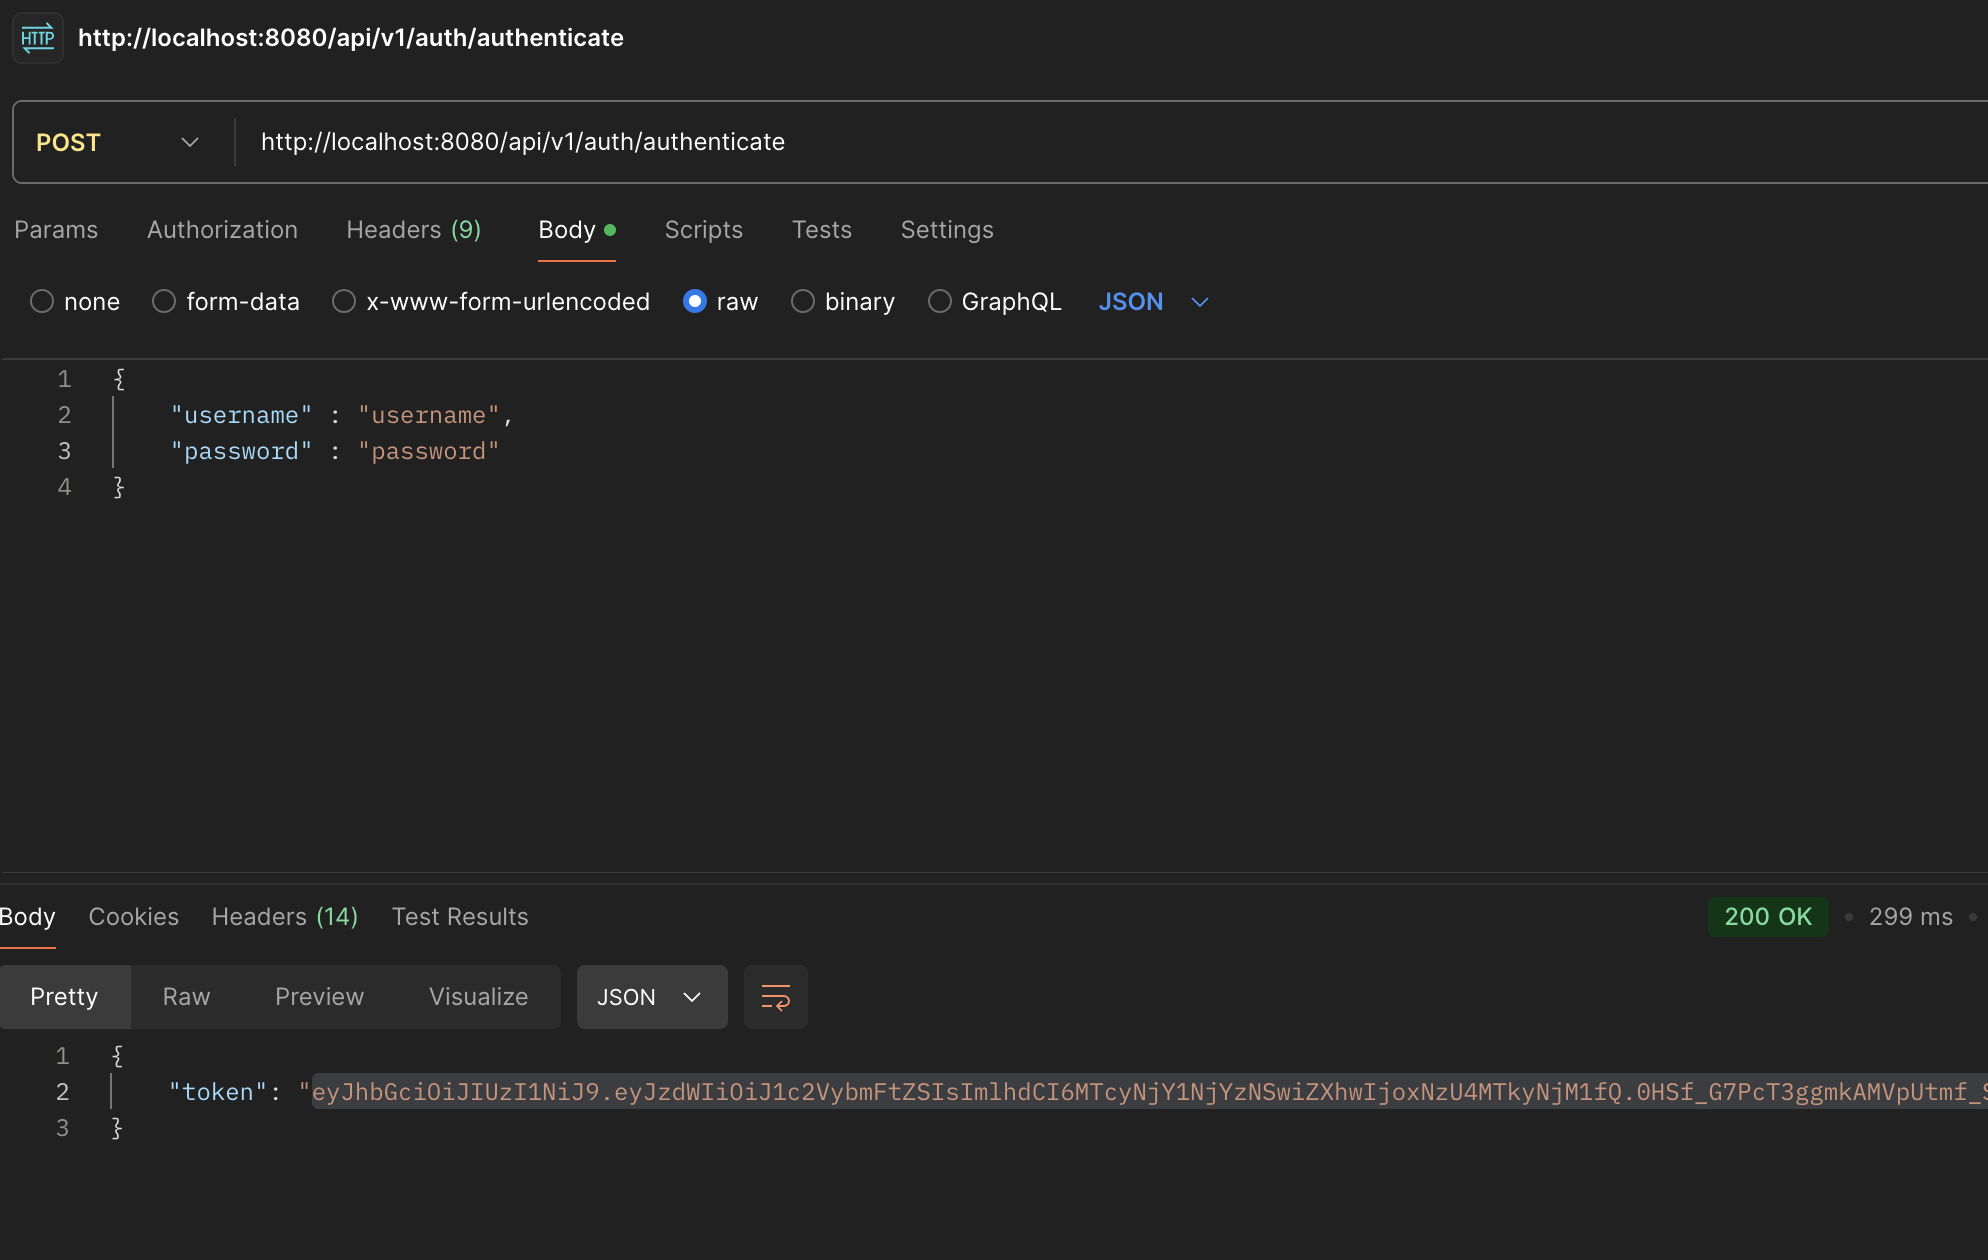 HTTP http://localhost:8080/api/v1/auth/authenticate
POST http://localhost:8080/api/v1/auth/authenticate
Params Authorization Headers (9) Body Scripts Tests Settings
none form-data x-www-form-urlencoded raw binary GraphQL JSON
1 {
2 "username" : "username",
3 "password" : "password"
4 }
Body Cookies Headers (14) Test Results 200 OK • 299 ms •
Pretty Raw Preview Visualize JSON
1 {
2 "token": "eyJhbGciOiJIUzI1NiJ9.eyJzdWIiOiJ1c2VybmFtZSIsImlhdCI6MTcyNjY1NjYzNSwiZXhwIjoxNzU4MTkyNjM1fQ.0HSf_G7PcT3ggmkAMVpUtmf_S
3 }